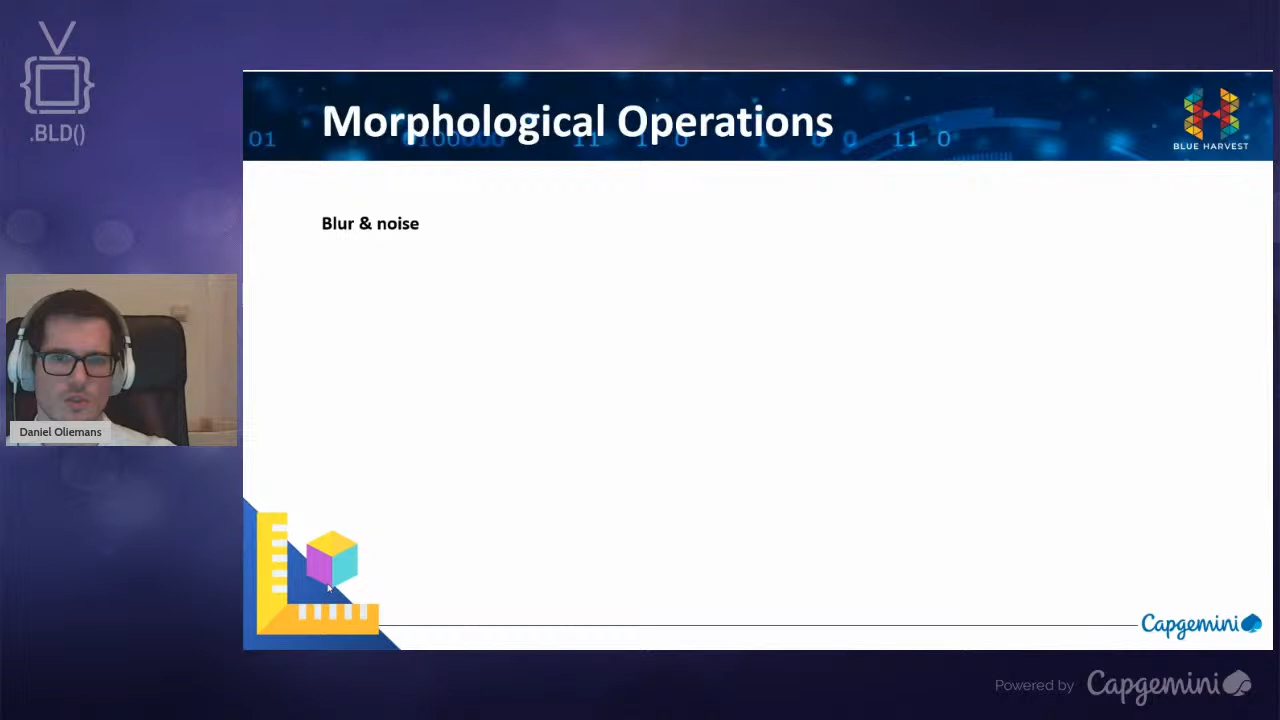 .BLD()
Morphological Operations
BLUE HARVEST
Blur & noise
Daniel Oliemans
Capgemini
Powered by Capgemini